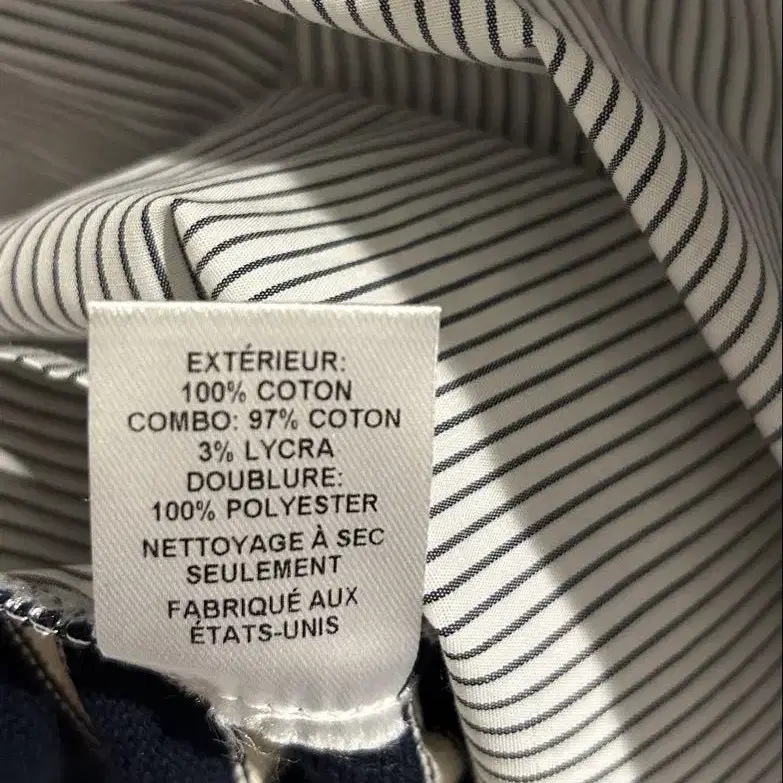 EXTÉRIEUR:
100% COTON
COMBO: 97% COTON
3% LYCRA
DOUBLURE:
100% POLYESTER
NETTOYAGE À SEC
SEULEMENT
FABRIQUÉ AUX
ÉTATS-UNIS